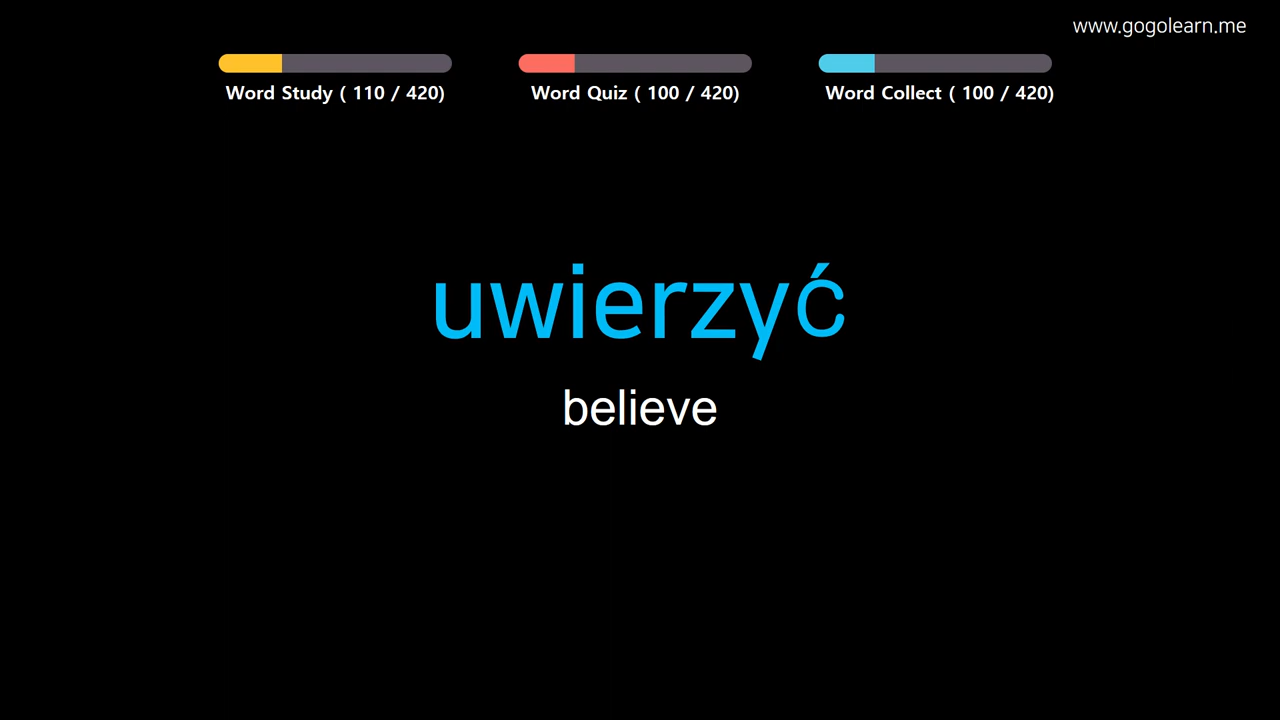 www.gogolearn.me
Word Study ( 110 / 420)
Word Quiz ( 100 / 420)
Word Collect ( 100 / 420)
uwierzyć
believe